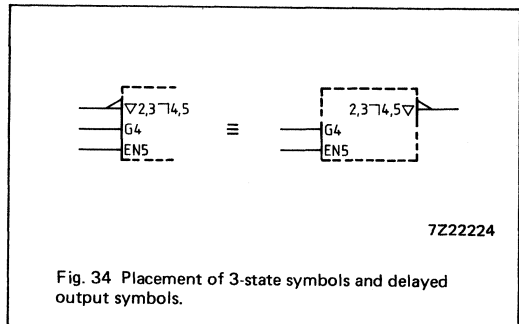 ▽2,3⌝4,5
G4
EN5
≡
2,3⌝4,5▽
G4
EN5
7Z22224
Fig. 34 Placement of 3-state symbols and delayed
output symbols.